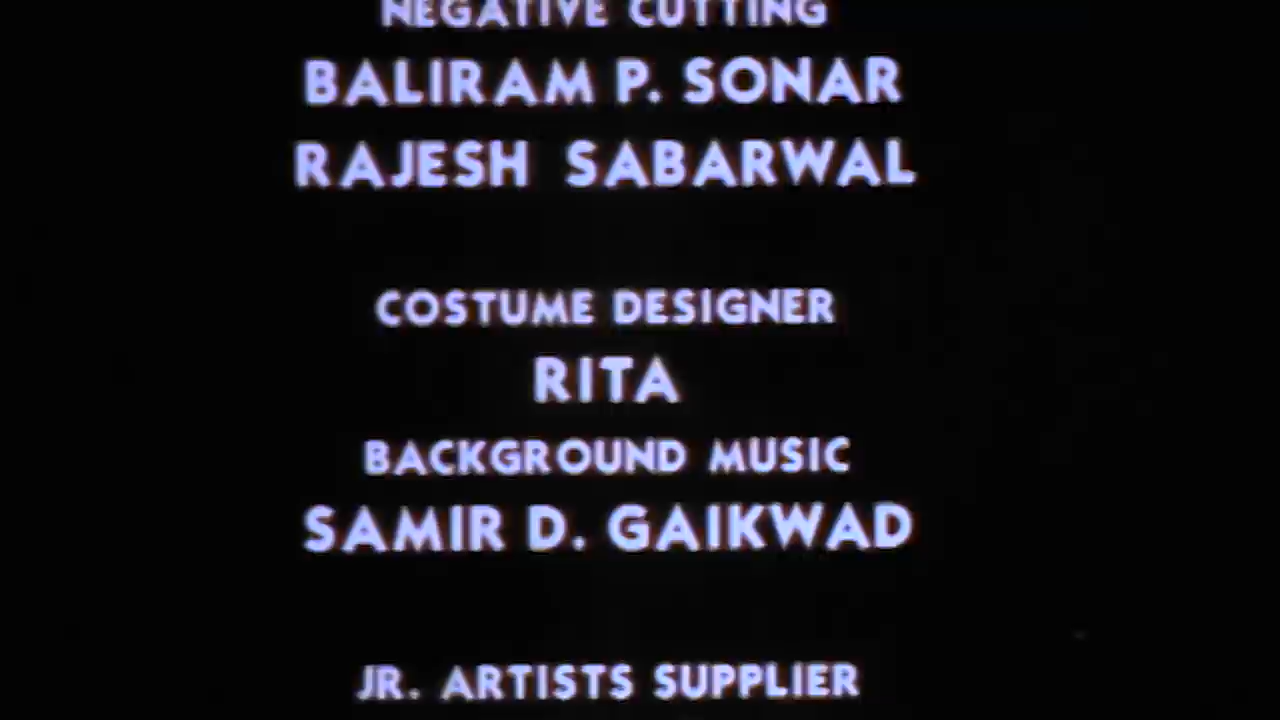 NEGATIVE CUTTING
BALIRAM P. SONAR
RAJESH SABARWAL
COSTUME DESIGNER
RITA
BACKGROUND MUSIC
SAMIR D. GAIKWAD
JR. ARTISTS SUPPLIER